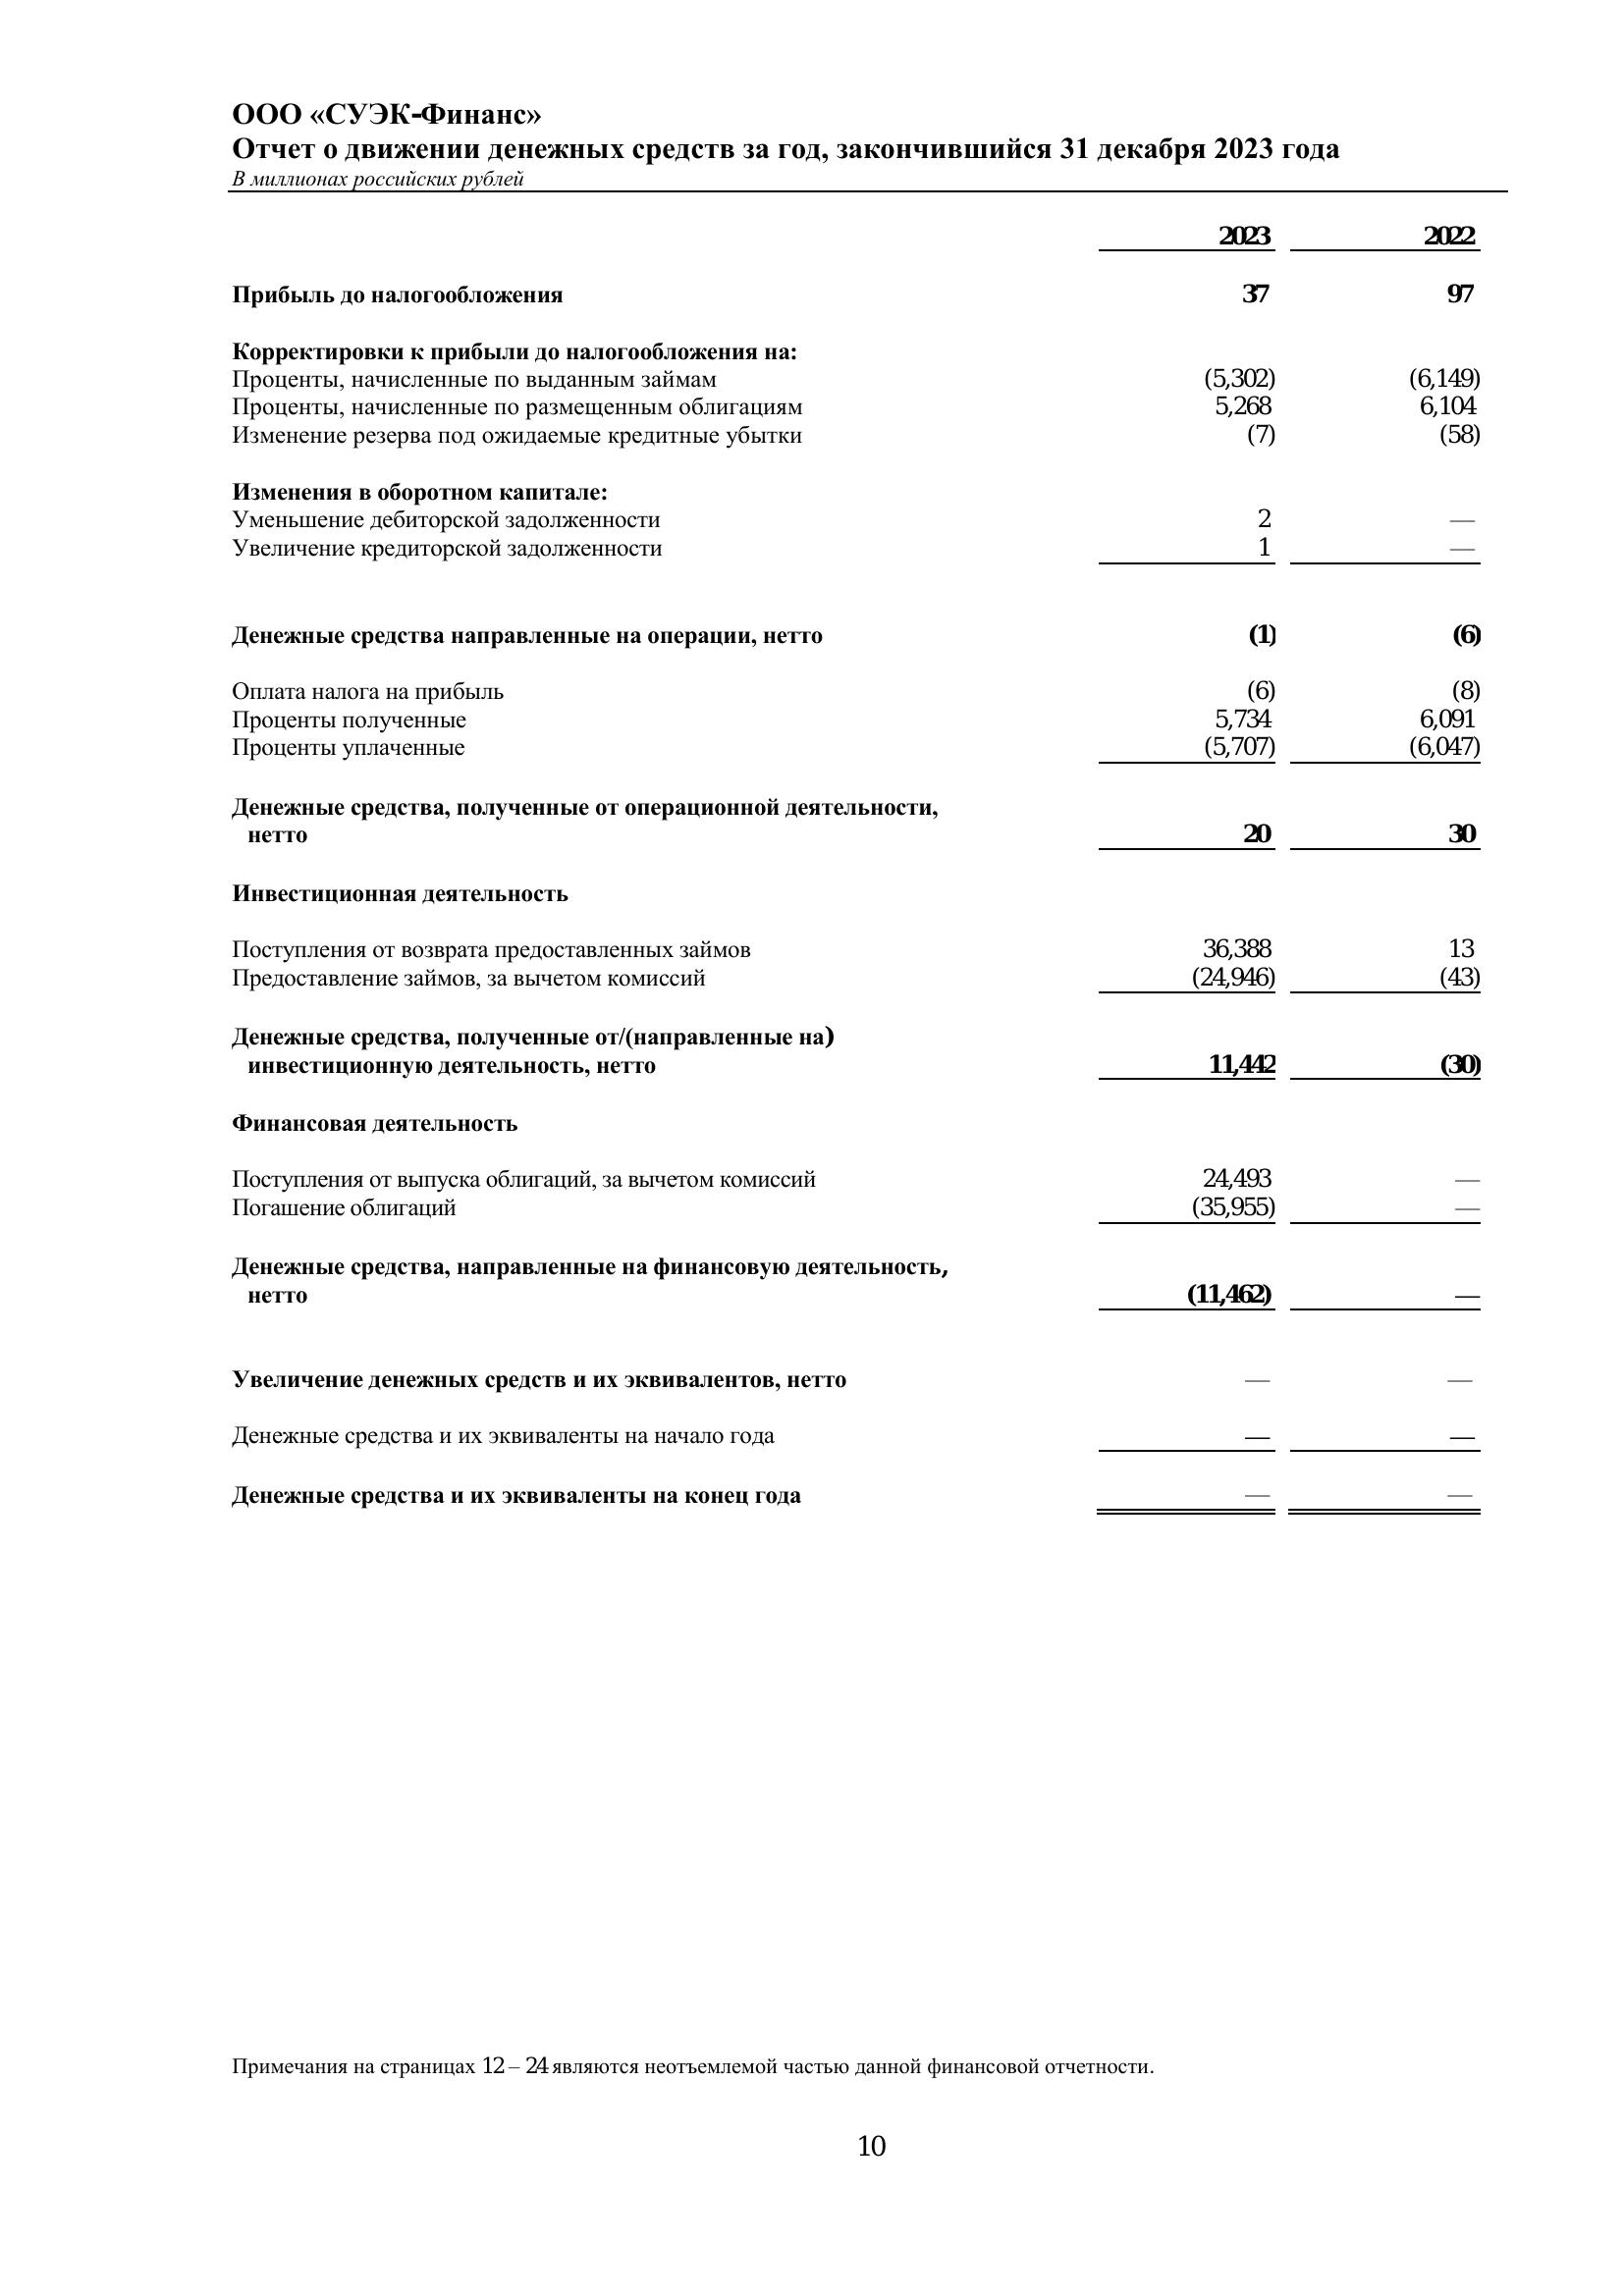 ООО «СУЭК-Финанс»
Отчет о движении денежных средств за год, закончившийся 31 декабря 2023 года
В миллионах российских рублей
2023 2022
Прибыль до налогообложения 37 97
Корректировки к прибыли до налогообложения на:
Проценты, начисленные по выданным займам (5,302) (6,149)
Проценты, начисленные по размещенным облигациям 5,268 6,104
Изменение резерва под ожидаемые кредитные убытки (7) (58)
Изменения в оборотном капитале:
Уменьшение дебиторской задолженности 2 —
Увеличение кредиторской задолженности 1 —
Денежные средства направленные на операции, нетто (1) (6)
Оплата налога на прибыль (6) (8)
Проценты полученные 5,734 6,091
Проценты уплаченные (5,707) (6,047)
Денежные средства, полученные от операционной деятельности,
нетто 20 30
Инвестиционная деятельность
Поступления от возврата предоставленных займов 36,388 13
Предоставление займов, за вычетом комиссий (24,946) (43)
Денежные средства, полученные от/(направленные на)
инвестиционную деятельность, нетто 11,442 (30)
Финансовая деятельность
Поступления от выпуска облигаций, за вычетом комиссий 24,493 —
Погашение облигаций (35,955) —
Денежные средства, направленные на финансовую деятельность,
нетто (11,462) —
Увеличение денежных средств и их эквивалентов, нетто — —
Денежные средства и их эквиваленты на начало года — —
Денежные средства и их эквиваленты на конец года — —
Примечания на страницах 12 – 24 являются неотъемлемой частью данной финансовой отчетности.
10